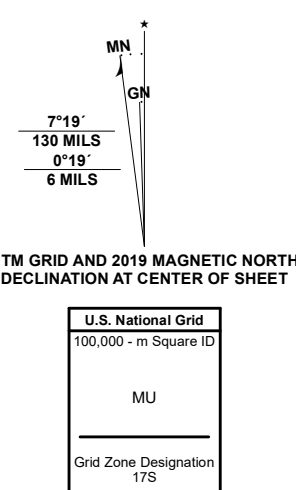 ★
MN
GN
7°19´
130 MILS
0°19´
6 MILS
TM GRID AND 2019 MAGNETIC NORTH
DECLINATION AT CENTER OF SHEET
U.S. National Grid
100,000 - m Square ID
MU
Grid Zone Designation
17S